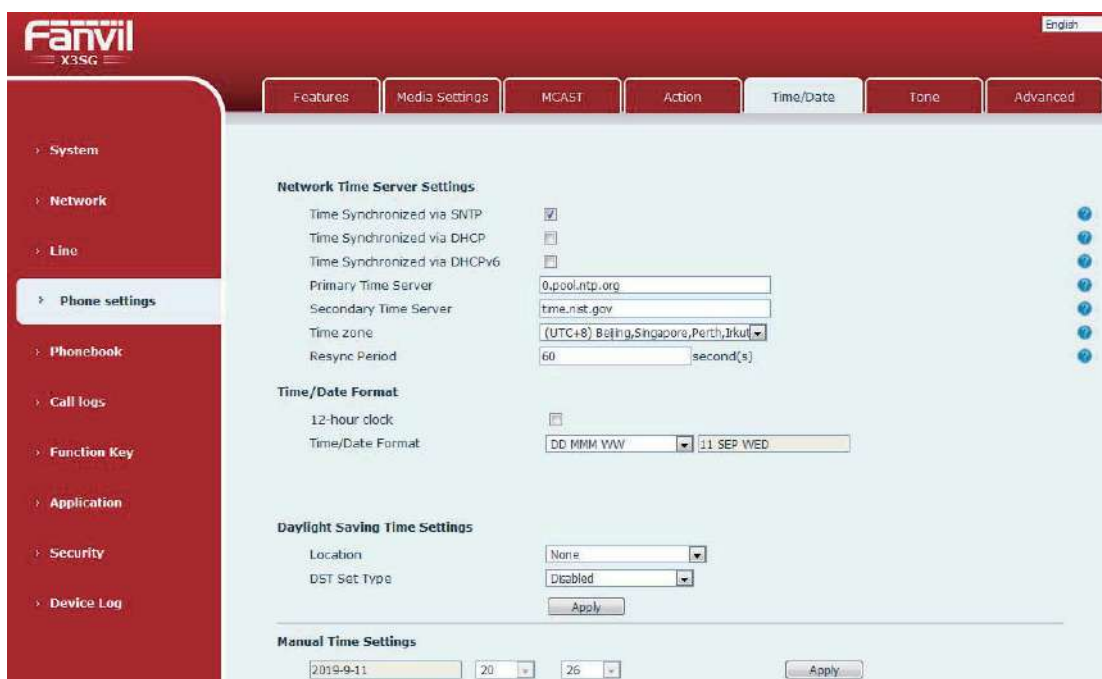 Fanvil
X3SG
English
Features Media Settings MCAST Action Time/Date Tone Advanced
› System
› Network
› Line
› Phone settings
› Phonebook
› Call logs
› Function Key
› Application
› Security
› Device Log
Network Time Server Settings
Time Synchronized via SNTP
Time Synchronized via DHCP
Time Synchronized via DHCPv6
Primary Time Server 0.pool.ntp.org
Secondary Time Server time.nist.gov
Time zone (UTC+8) Beijing,Singapore,Perth,Irkut
Resync Period 60 second(s)
Time/Date Format
12-hour clock
Time/Date Format DD MMM WW 11 SEP WED
Daylight Saving Time Settings
Location None
DST Set Type Disabled
Apply
Manual Time Settings
2019-9-11 20 26 Apply